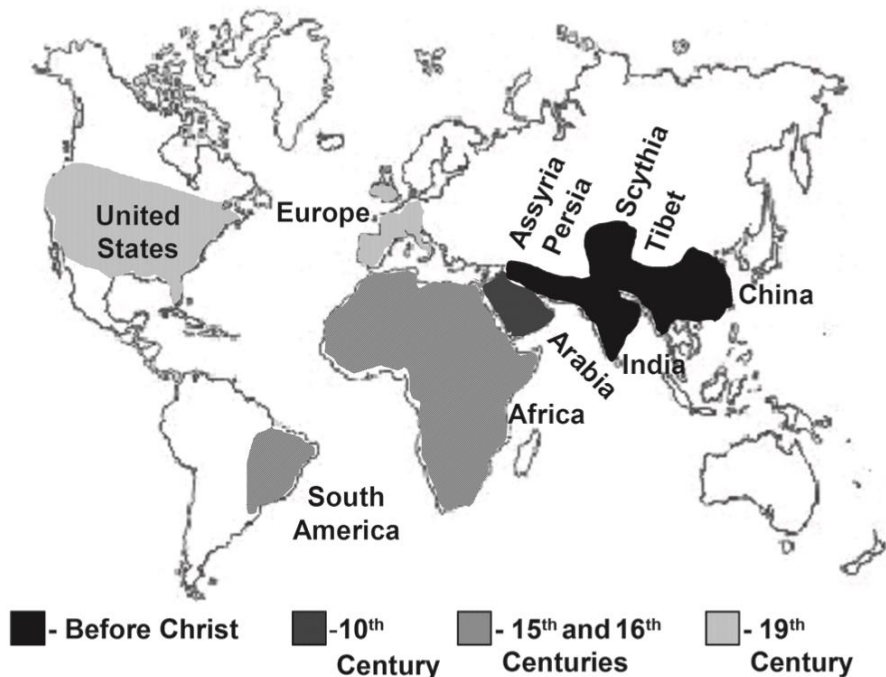 United
States
Europe
Assyria
Persia
Scythia
Tibet
China
India
Arabia
Africa
South
America
- Before Christ
-10th
Century
- 15th and 16th
Centuries
- 19th
Century